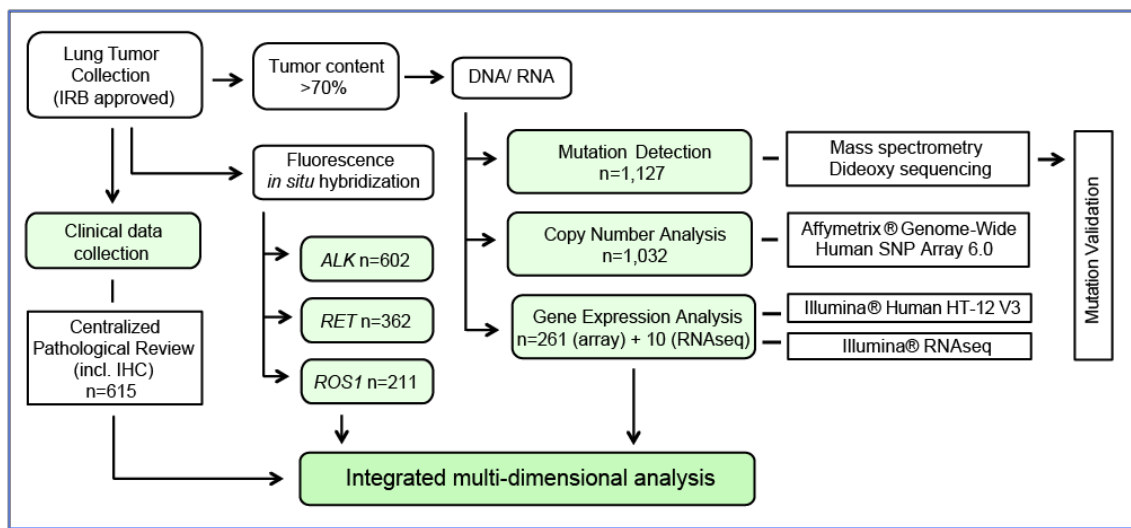 Lung Tumor
Collection
(IRB approved)
Tumor content
>70%
DNA/ RNA
Fluorescence
in situ hybridization
Mutation Detection
n=1,127
Mass spectrometry
Dideoxy sequencing
Mutation Validation
Clinical data
collection
Copy Number Analysis
n=1,032
Affymetrix® Genome-Wide
Human SNP Array 6.0
ALK n=602
RET n=362
ROS1 n=211
Gene Expression Analysis
n=261 (array) + 10 (RNAseq)
Illumina® Human HT-12 V3
Illumina® RNAseq
Centralized
Pathological Review
(incl. IHC)
n=615
Integrated multi-dimensional analysis